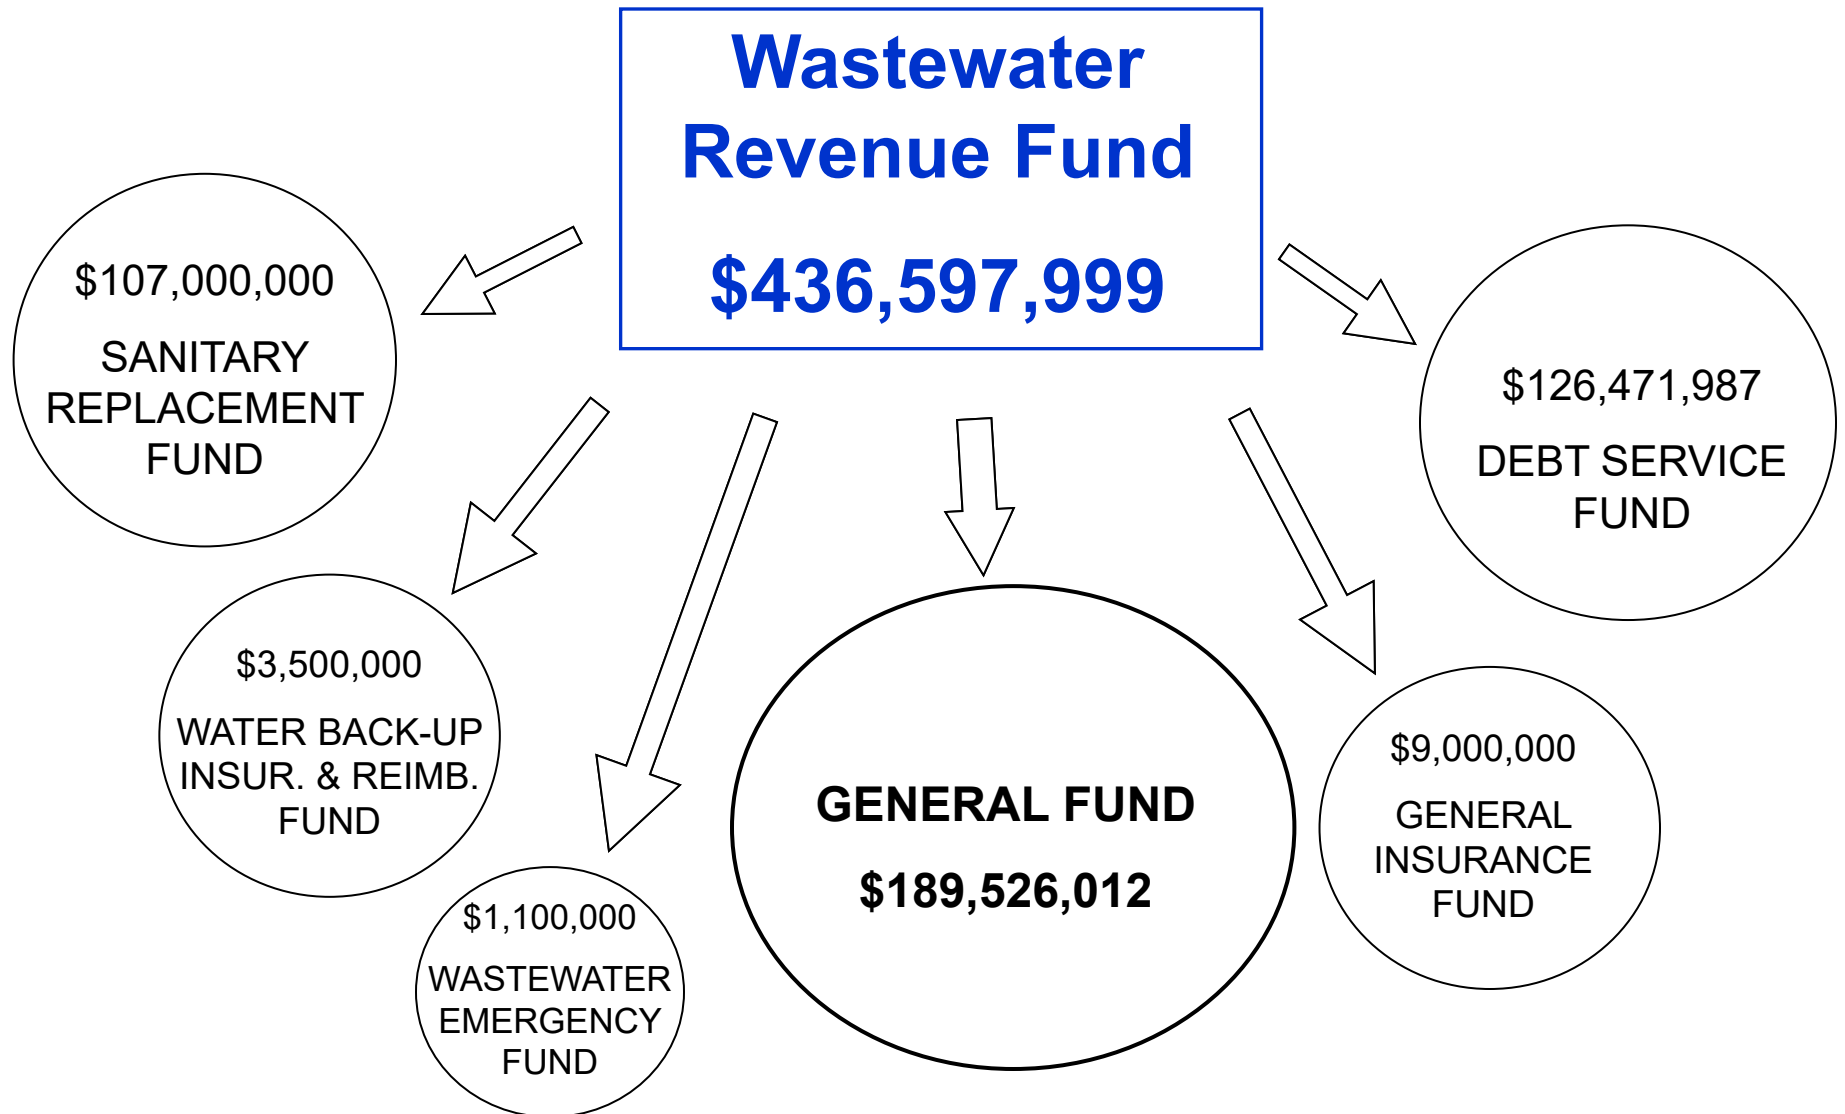 Wastewater
Revenue Fund
$436,597,999
$107,000,000
SANITARY
REPLACEMENT
FUND
$126,471,987
DEBT SERVICE
FUND
$3,500,000
WATER BACK-UP
INSUR. & REIMB.
FUND
$1,100,000
WASTEWATER
EMERGENCY
FUND
GENERAL FUND
$189,526,012
$9,000,000
GENERAL
INSURANCE
FUND